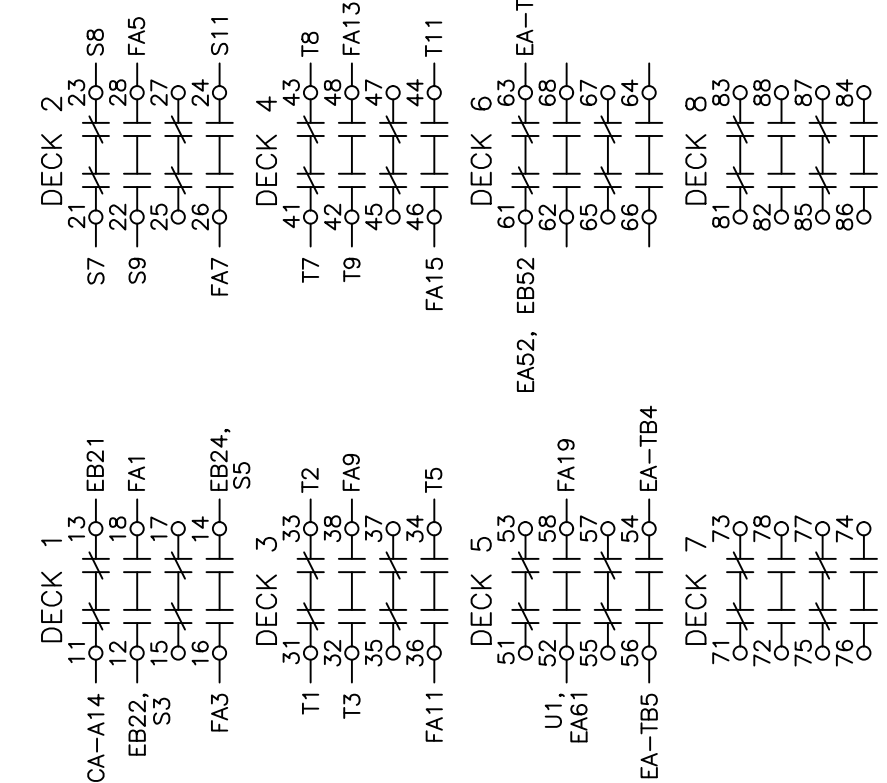 DECK 1
CA-A14 11 13 EB21
EB22, 12 18 FA1
S3 15 17
FA3 16 14 EB24,
S5
DECK 2
S7 21 23 S8
S9 22 28 FA5
25 27
FA7 26 24 S11
DECK 3
T1 31 33 T2
T3 32 38 FA9
35 37
FA11 36 34 T5
DECK 4
T7 41 43 T8
T9 42 48 FA13
45 47
FA15 46 44 T11
DECK 5
51 53
U1, 52 58 FA19
EA61 55 57
EA-TB5 56 54 EA-TB4
DECK 6
EA52, EB52 61 63 EA-T
62 68
65 67
66 64
DECK 7
71 73
72 78
75 77
76 74
DECK 8
81 83
82 88
85 87
86 84